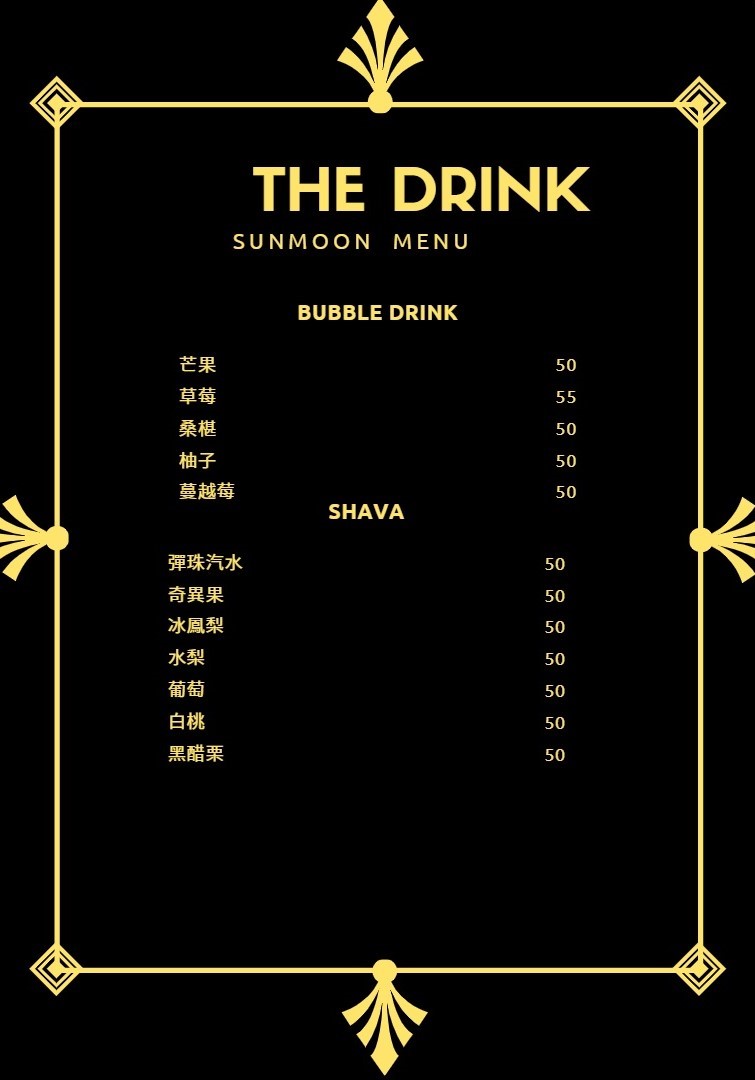 THE DRINK
SUNMOON MENU
BUBBLE DRINK
芒果 50
草莓 55
桑椹 50
柚子 50
蔓越莓 50
SHAVA
彈珠汽水 50
奇異果 50
冰鳳梨 50
水梨 50
葡萄 50
白桃 50
黑醋栗 50